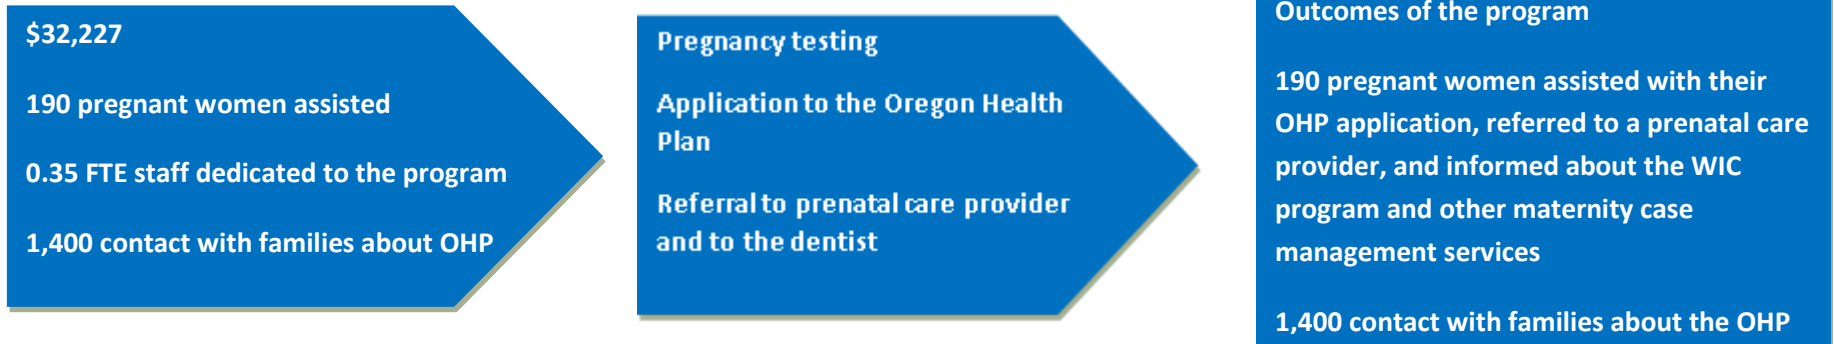 $32,227
190 pregnant women assisted
0.35 FTE staff dedicated to the program
1,400 contact with families about OHP
Pregnancy testing
Application to the Oregon Health
Plan
Referral to prenatal care provider
and to the dentist
Outcomes of the program
190 pregnant women assisted with their
OHP application, referred to a prenatal care
provider, and informed about the WIC
program and other maternity case
management services
1,400 contact with families about the OHP